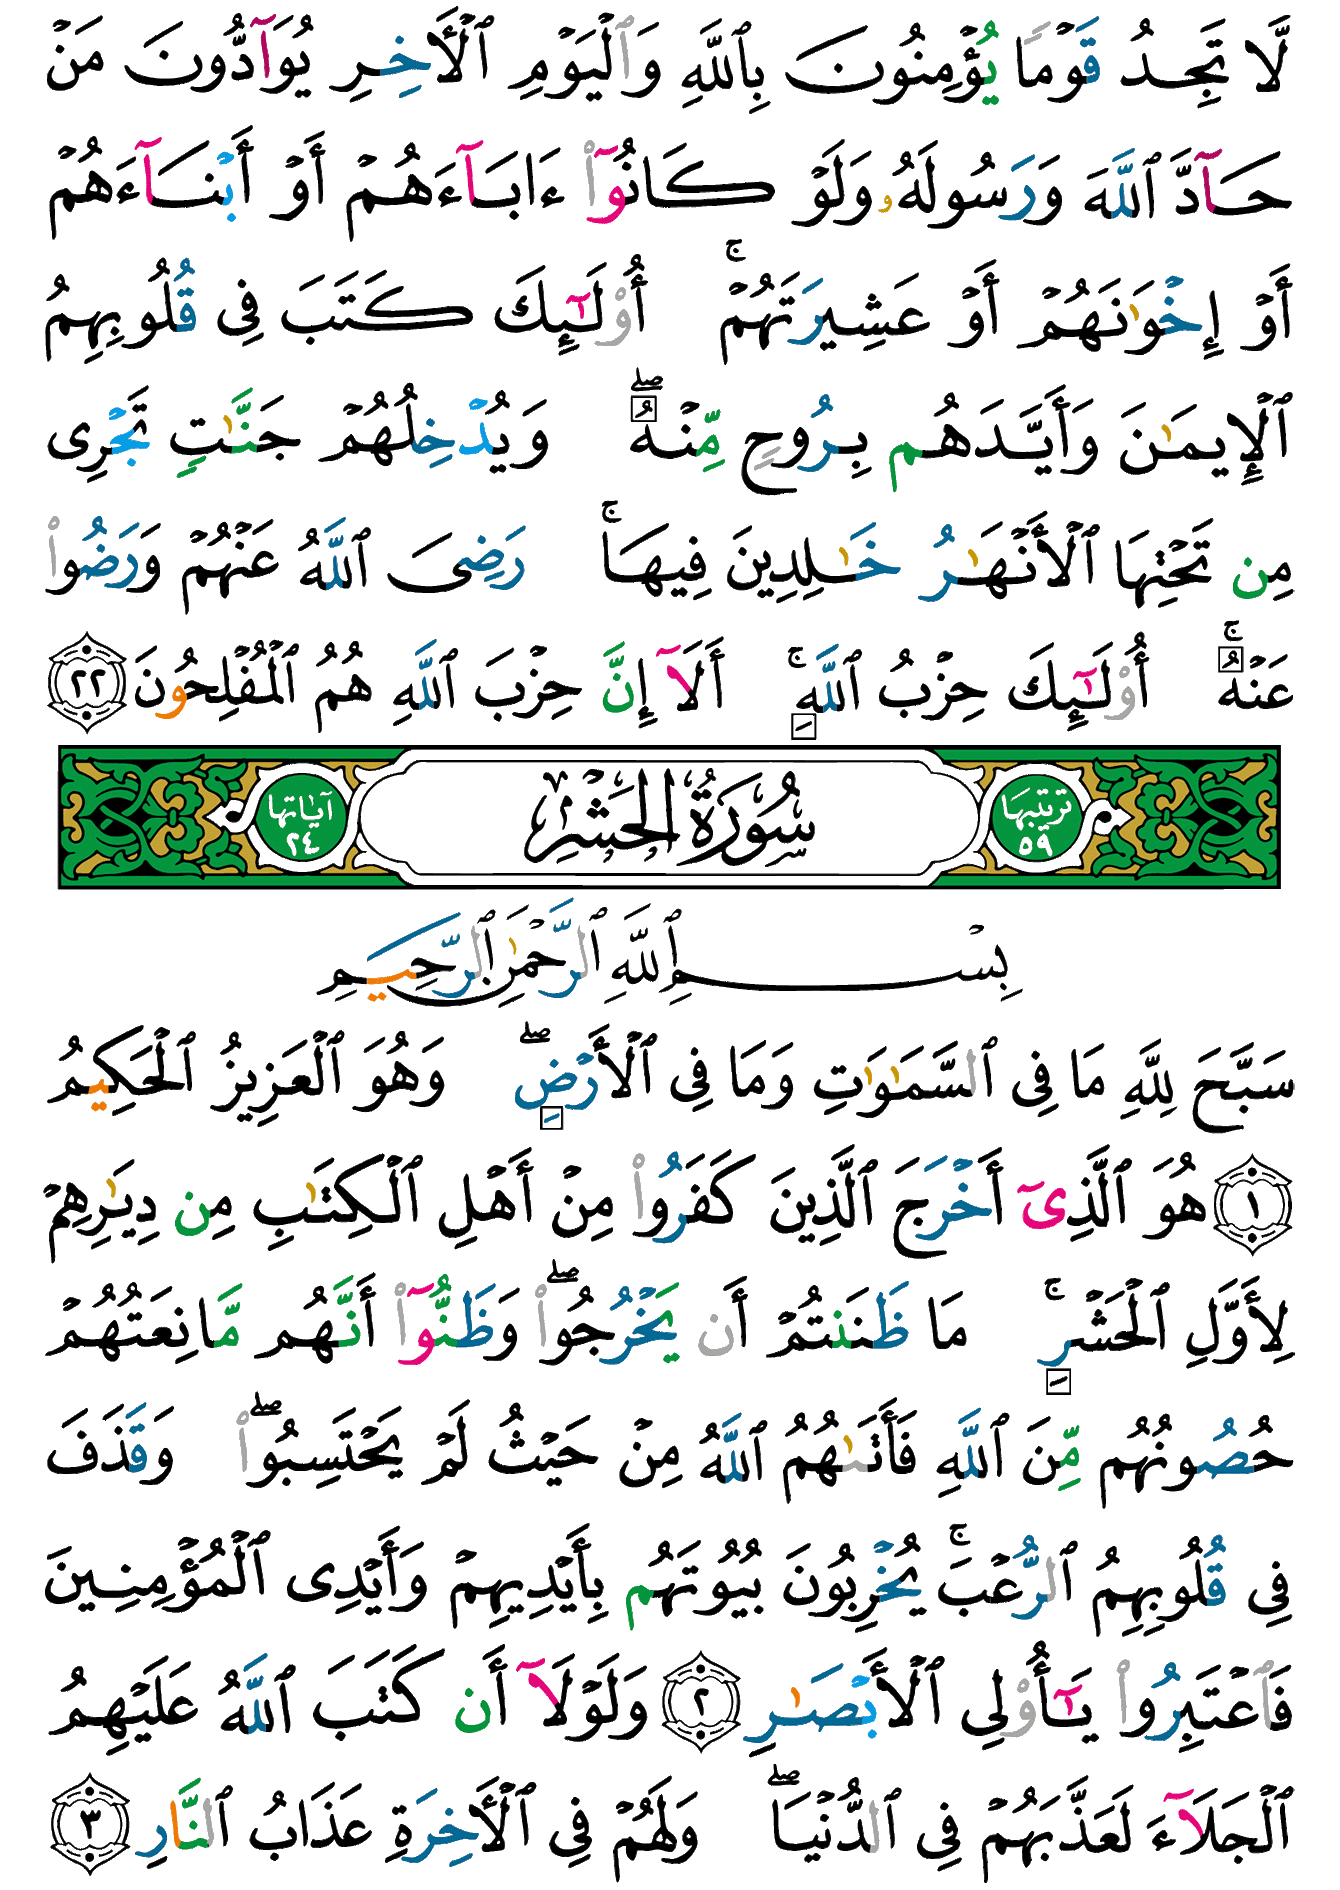 لَّا تَجِدُ قَوْمًا يُؤْمِنُونَ بِٱللَّهِ وَٱلْيَوْمِ ٱلْأَخِرِ يُوَآدُّونَ مَنْ
حَآدَّ ٱللَّهَ وَرَسُولَهُۥ وَلَوْ كَانُوٓا۟ ءَابَآءَهُمْ أَوْ أَبْنَآءَهُمْ
أَوْ إِخْوَٰنَهُمْ أَوْ عَشِيرَتَهُمْ ۚ أُو۟لَـٰٓئِكَ كَتَبَ فِى قُلُوبِهِمُ
ٱلْإِيمَـٰنَ وَأَيَّدَهُم بِرُوحٍ مِّنْهُ ۖ وَيُدْخِلُهُمْ جَنَّـٰتٍ تَجْرِى
مِن تَحْتِهَا ٱلْأَنْهَـٰرُ خَـٰلِدِينَ فِيهَا ۚ رَضِىَ ٱللَّهُ عَنْهُمْ وَرَضُوا۟
عَنْهُ ۚ أُو۟لَـٰٓئِكَ حِزْبُ ٱللَّهِ ۚ أَلَآ إِنَّ حِزْبَ ٱللَّهِ هُمُ ٱلْمُفْلِحُونَ ٢٢
ترتيبها ٥٩ سُورَةُ الحَشْرِ آياتها ٢٤
بِسْمِ ٱللَّهِ ٱلرَّحْمَـٰنِ ٱلرَّحِيمِ
سَبَّحَ لِلَّهِ مَا فِى ٱلسَّمَـٰوَٰتِ وَمَا فِى ٱلْأَرْضِ ۖ وَهُوَ ٱلْعَزِيزُ ٱلْحَكِيمُ
١ هُوَ ٱلَّذِىٓ أَخْرَجَ ٱلَّذِينَ كَفَرُوا۟ مِنْ أَهْلِ ٱلْكِتَـٰبِ مِن دِيَـٰرِهِمْ
لِأَوَّلِ ٱلْحَشْرِ ۚ مَا ظَنَنتُمْ أَن يَخْرُجُوا۟ ۖ وَظَنُّوٓا۟ أَنَّهُم مَّانِعَتُهُمْ
حُصُونُهُم مِّنَ ٱللَّهِ فَأَتَىٰهُمُ ٱللَّهُ مِنْ حَيْثُ لَمْ يَحْتَسِبُوا۟ ۖ وَقَذَفَ
فِى قُلُوبِهِمُ ٱلرُّعْبَ ۚ يُخْرِبُونَ بُيُوتَهُم بِأَيْدِيهِمْ وَأَيْدِى ٱلْمُؤْمِنِينَ
فَٱعْتَبِرُوا۟ يَـٰٓأُو۟لِى ٱلْأَبْصَـٰرِ ٢ وَلَوْلَآ أَن كَتَبَ ٱللَّهُ عَلَيْهِمُ
ٱلْجَلَآءَ لَعَذَّبَهُمْ فِى ٱلدُّنْيَا ۖ وَلَهُمْ فِى ٱلْأَخِرَةِ عَذَابُ ٱلنَّارِ ٣